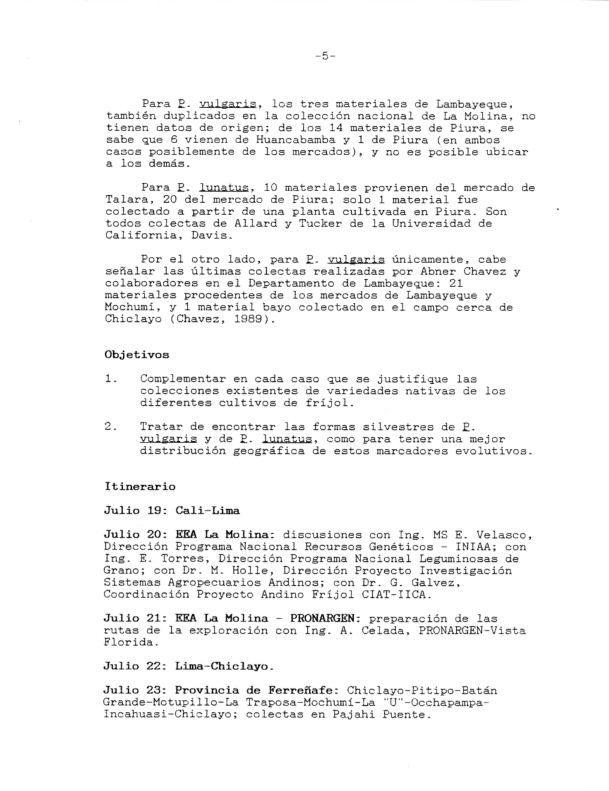 -5-
Para P. vulgaris, los tres materiales de Lambayeque,
también duplicados en la colección nacional de La Molina, no
tienen datos de origen; de los 14 materiales de Piura, se
sabe que 6 vienen de Huancabamba y 1 de Piura (en ambos
casos posiblemente de los mercados), y no es posible ubicar
a los demás.
Para P. lunatus, 10 materiales provienen del mercado de
Talara, 20 del mercado de Piura; solo 1 material fue
colectado a partir de una planta cultivada en Piura. Son
todos colectas de Allard y Tucker de la Universidad de
California, Davis.
Por el otro lado, para P. vulgaris únicamente, cabe
señalar las últimas colectas realizadas por Abner Chavez y
colaboradores en el Departamento de Lambayeque: 21
materiales procedentes de los mercados de Lambayeque y
Mochumí, y 1 material bayo colectado en el campo cerca de
Chiclayo (Chavez, 1989).
Objetivos
1. Complementar en cada caso que se justifique las
colecciones existentes de variedades nativas de los
diferentes cultivos de fríjol.
2. Tratar de encontrar las formas silvestres de P.
vulgaris y de P. lunatus, como para tener una mejor
distribución geográfica de estos marcadores evolutivos.
Itinerario
Julio 19: Cali-Lima
Julio 20: EEA La Molina: discusiones con Ing. MS E. Velasco,
Dirección Programa Nacional Recursos Genéticos - INIAA; con
Ing. E. Torres, Dirección Programa Nacional Leguminosas de
Grano; con Dr. M. Holle, Dirección Proyecto Investigación
Sistemas Agropecuarios Andinos; con Dr. G. Galvez,
Coordinación Proyecto Andino Fríjol CIAT-IICA.
Julio 21: EEA La Molina - PRONARGEN: preparación de las
rutas de la exploración con Ing. A. Celada, PRONARGEN-Vista
Florida.
Julio 22: Lima-Chiclayo.
Julio 23: Provincia de Ferreñafe: Chiclayo-Pitipo-Batán
Grande-Motupillo-La Traposa-Mochumí-La "U"-Occhapampa-
Incahuasi-Chiclayo; colectas en Pajahi Puente.